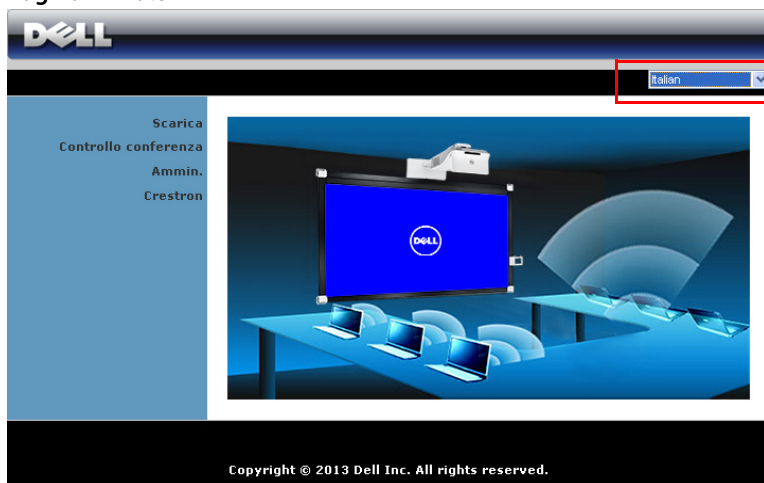 DELL
Italian
Scarica
Controllo conferenza
Ammin.
Crestron
DELL
Copyright © 2013 Dell Inc. All rights reserved.